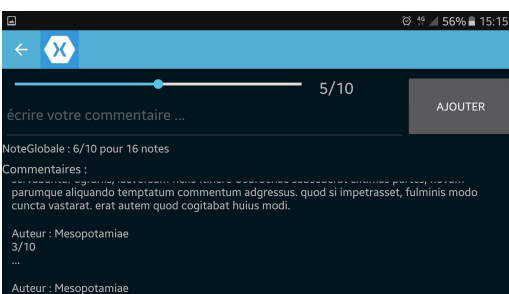 4G 56% 15:15
X
5/10
écrire votre commentaire ...
AJOUTER
NoteGlobale : 6/10 pour 16 notes
Commentaires :
parumque aliquando temptatum commentum adgressus. quod si impetrasset, fulminis modo
cuncta vastarat. erat autem quod cogitabat huius modi.
Auteur : Mesopotamiae
3/10
...
Auteur : Mesopotamiae